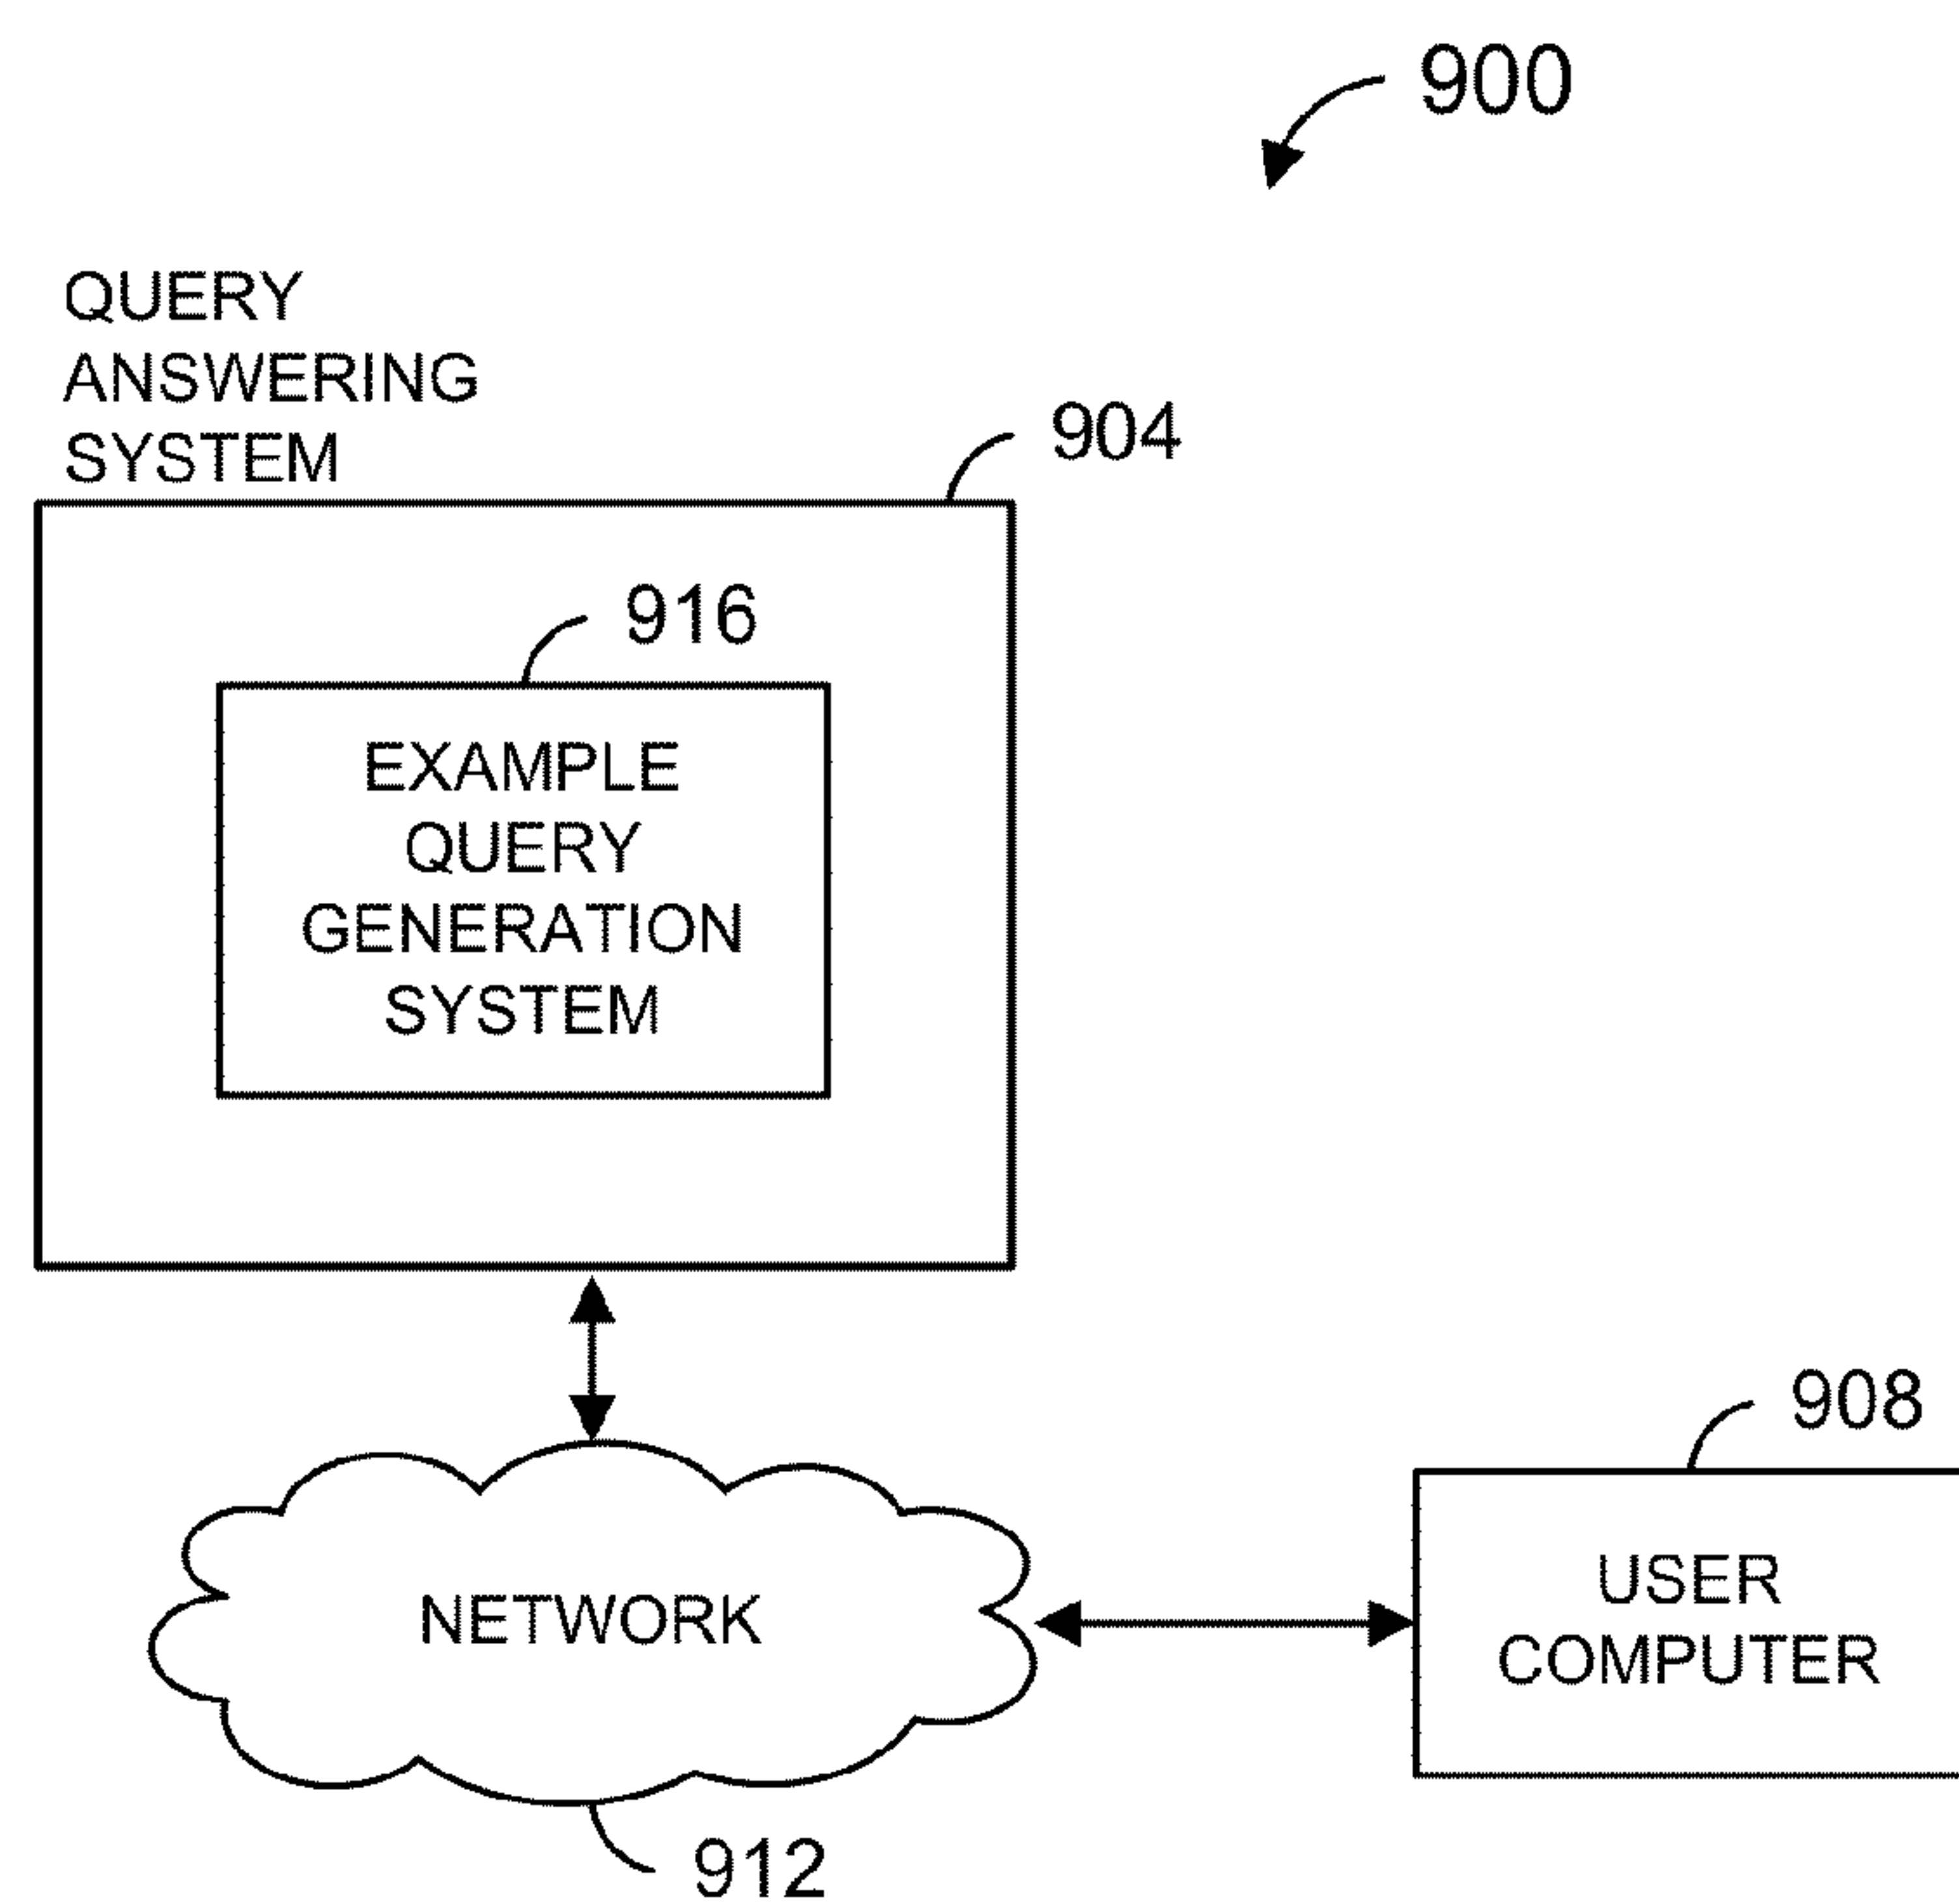 900
QUERY
ANSWERING
SYSTEM
904
916
EXAMPLE
QUERY
GENERATION
SYSTEM
908
USER
COMPUTER
NETWORK
912